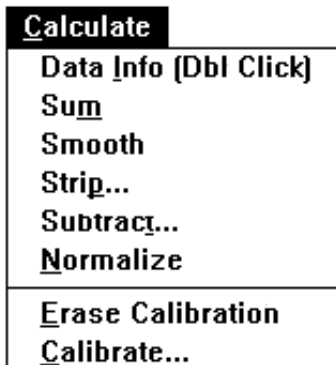 Calculate
Data Info (Dbl Click)
Sum
Smooth
Strip...
Subtract...
Normalize
Erase Calibration
Calibrate...